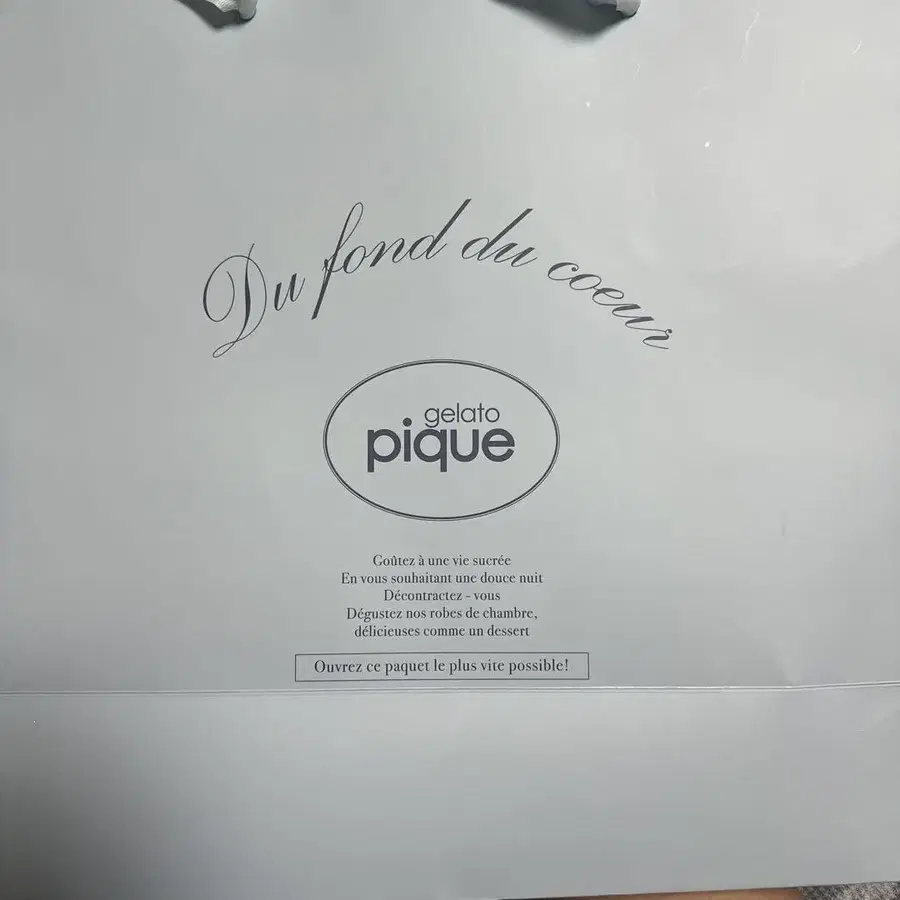 Du fond du coeur
gelato
pique
Goûtez à une vie sucrée
En vous souhaitant une douce nuit
Décontractez - vous
Dégustez nos robes de chambre,
délicieuses comme un dessert
Ouvrez ce paquet le plus vite possible!